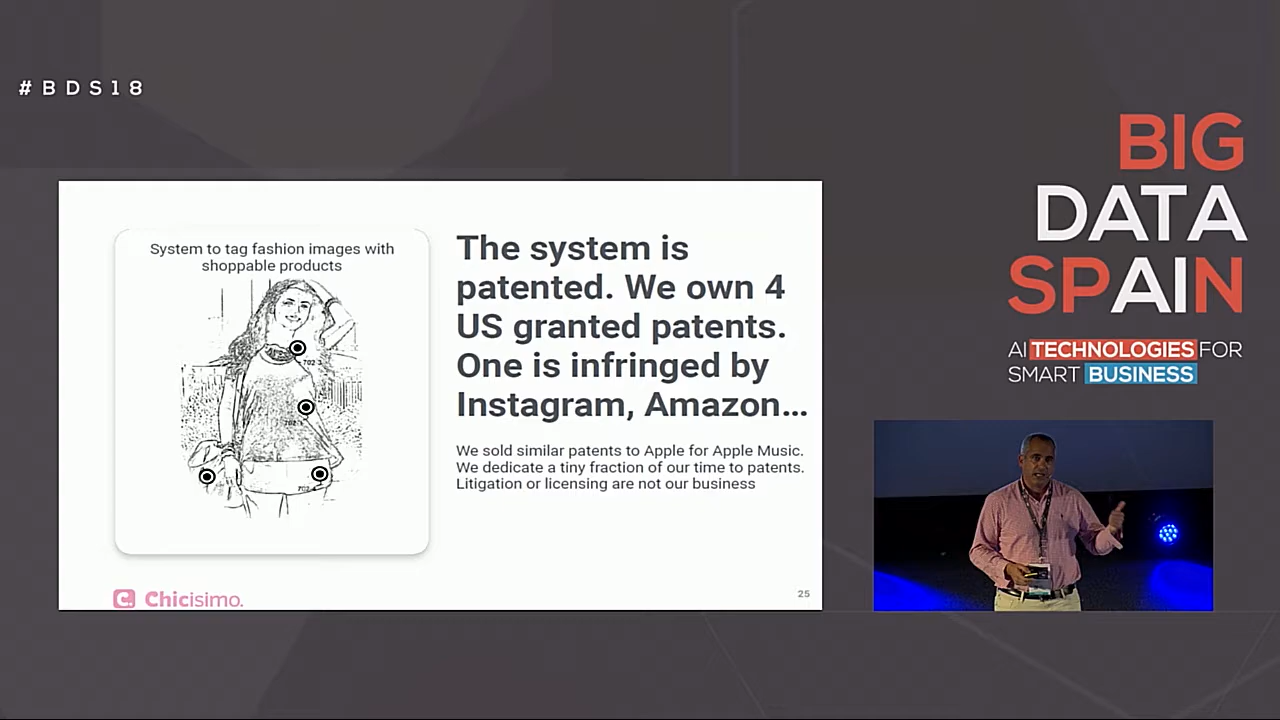 #BDS18
BIG
DATA
SPAIN
AI TECHNOLOGIES FOR
SMART BUSINESS
System to tag fashion images with
shoppable products
702
702
The system is
patented. We own 4
US granted patents.
One is infringed by
Instagram, Amazon...
We sold similar patents to Apple for Apple Music.
We dedicate a tiny fraction of our time to patents.
Litigation or licensing are not our business
C. Chicisimo.
25